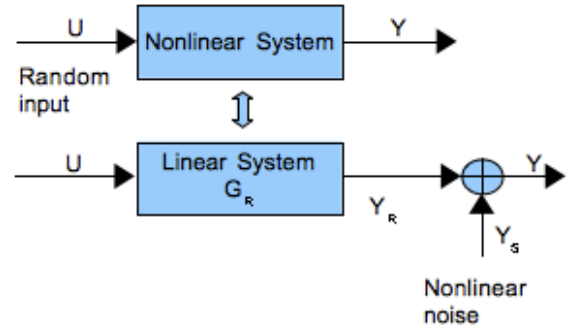 U
Nonlinear System
Y
Random
input
U
Linear System
G R
Y R
Y
Y S
Nonlinear
noise